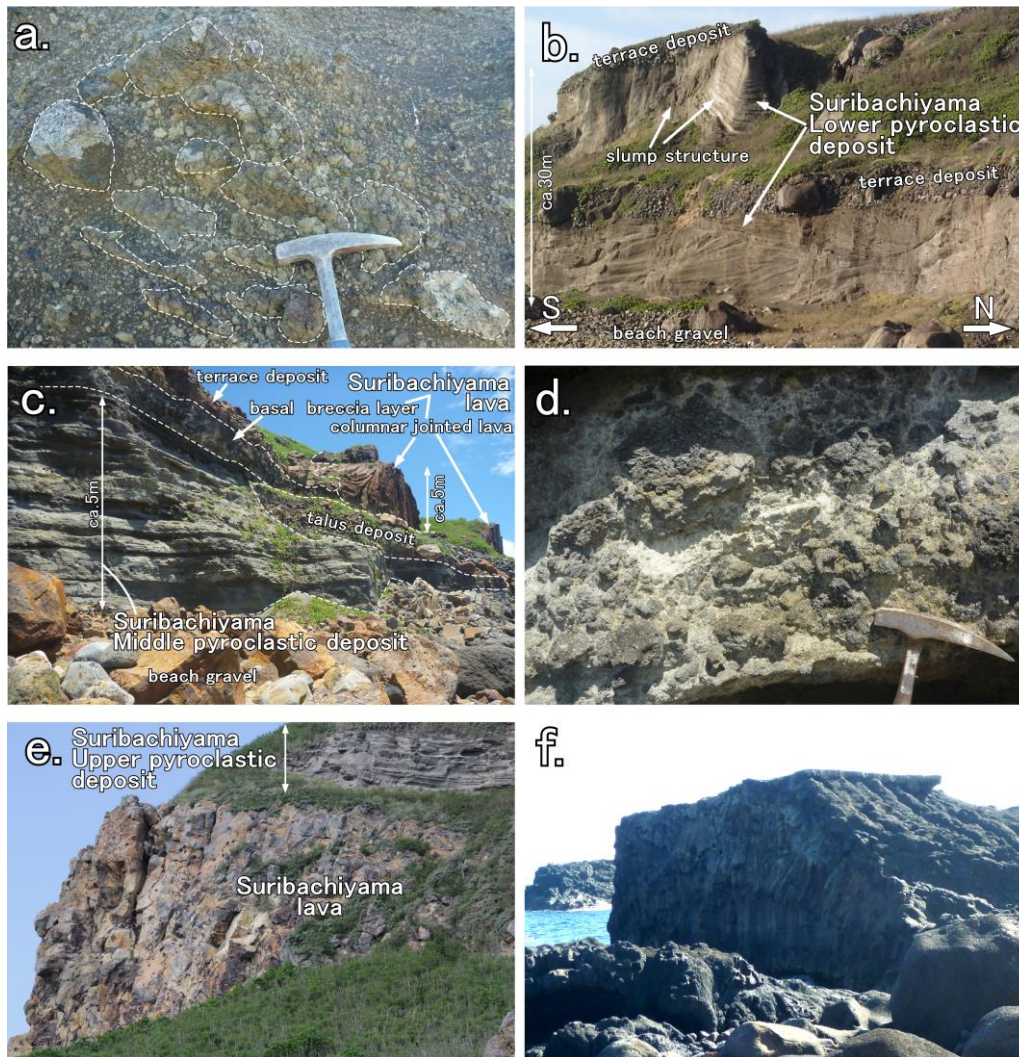 a.
b.
terrace deposit
Suribachiyama
Lower pyroclastic
deposit
slump structure
terrace deposit
ca.30m
S
N
beach gravel
c.
terrace deposit
Suribachiyama
lava
basal breccia layer
columnar jointed lava
ca.5m
ca.5m
talus deposit
Suribachiyama
Middle pyroclastic deposit
beach gravel
d.
e.
Suribachiyama
Upper pyroclastic
deposit
Suribachiyama
lava
f.